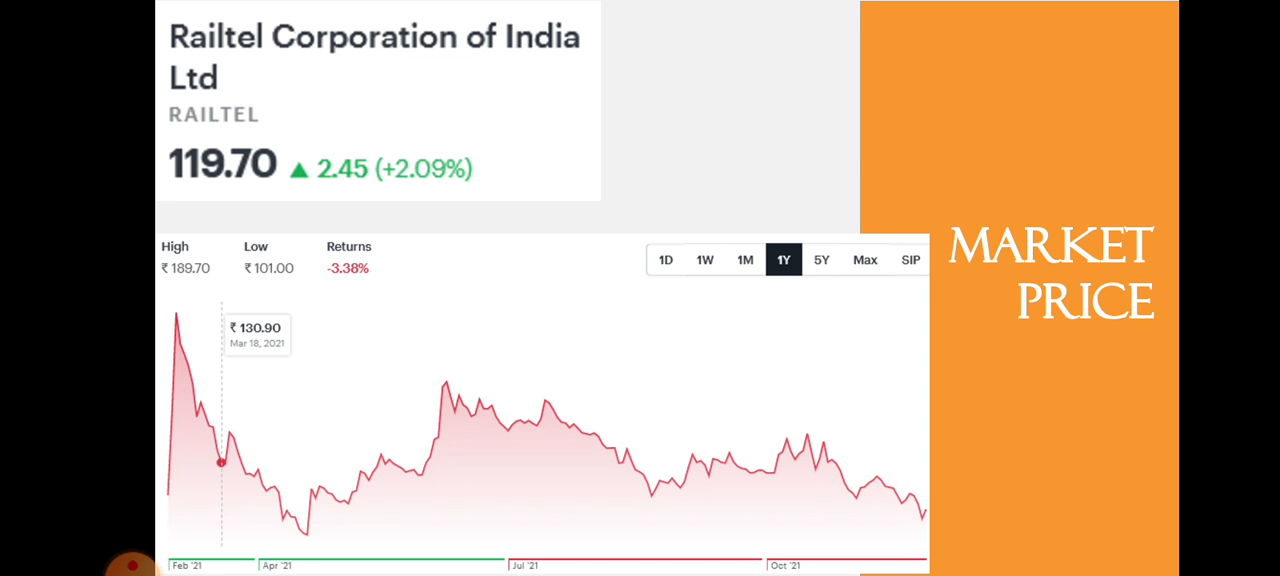 Railtel Corporation of India
Ltd
RAILTEL
119.70 ▲ 2.45 (+2.09%)
MARKET
PRICE
High Low Returns
₹ 189.70 ₹ 101.00 -3.38%
1D 1W 1M 1Y 5Y Max SIP
₹ 130.90
Mar 18, 2021
Feb '21 Apr '21 Jul '21 Oct '21